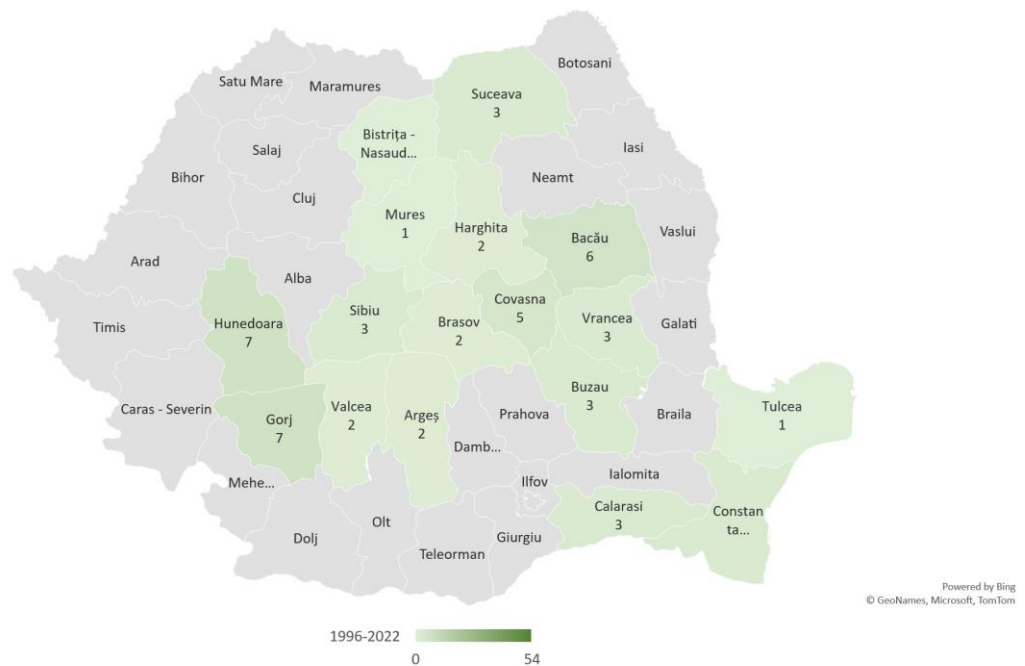 Botosani
Satu Mare
Maramures
Suceava
3
Bistrița -
Nasaud...
Iasi
Salaj
Neamt
Bihor
Cluj
Mures
1
Harghita
2
Bacău
6
Vaslui
Arad
Alba
Covasna
5
Sibiu
3
Vrancea
3
Hunedoara
7
Brasov
2
Galati
Timis
Buzau
3
Caras - Severin
Valcea
2
Argeș
2
Prahova
Braila
Tulcea
1
Gorj
7
Damb...
Mehe...
Ilfov
Ialomita
Calarasi
3
Constan
ta...
Olt
Dolj
Giurgiu
Teleorman
Powered by Bing
© GeoNames, Microsoft, TomTom
1996-2022
0 54